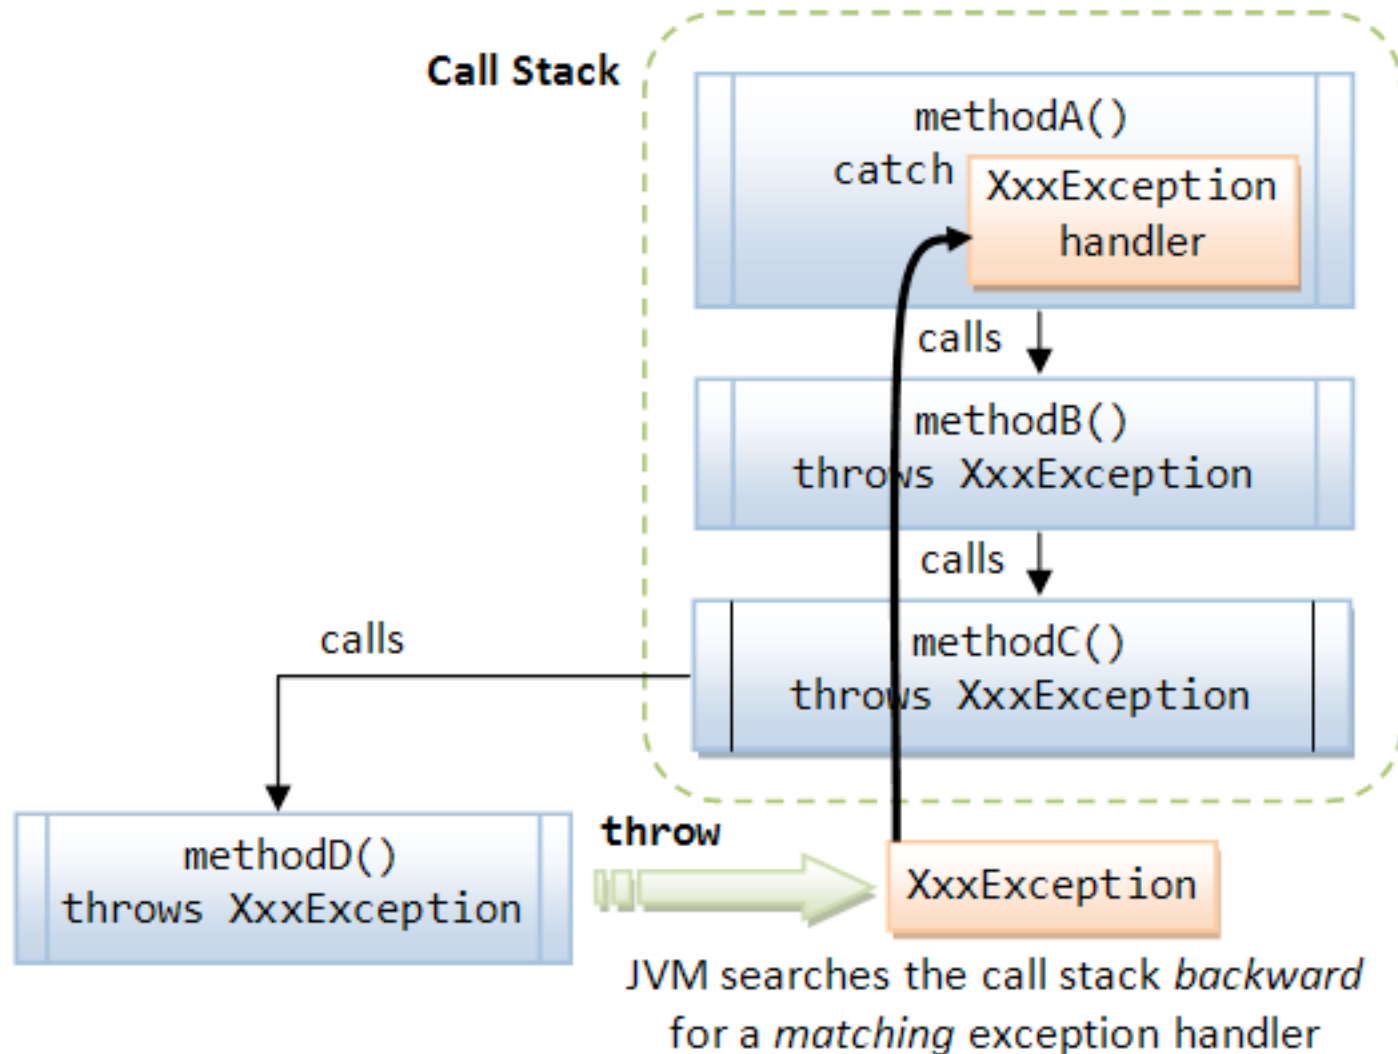 Call Stack
methodA()
catch
XxxException
handler
calls
methodB()
throws XxxException
calls
methodC()
throws XxxException
calls
methodD()
throws XxxException
throw
XxxException
JVM searches the call stack backward
for a matching exception handler